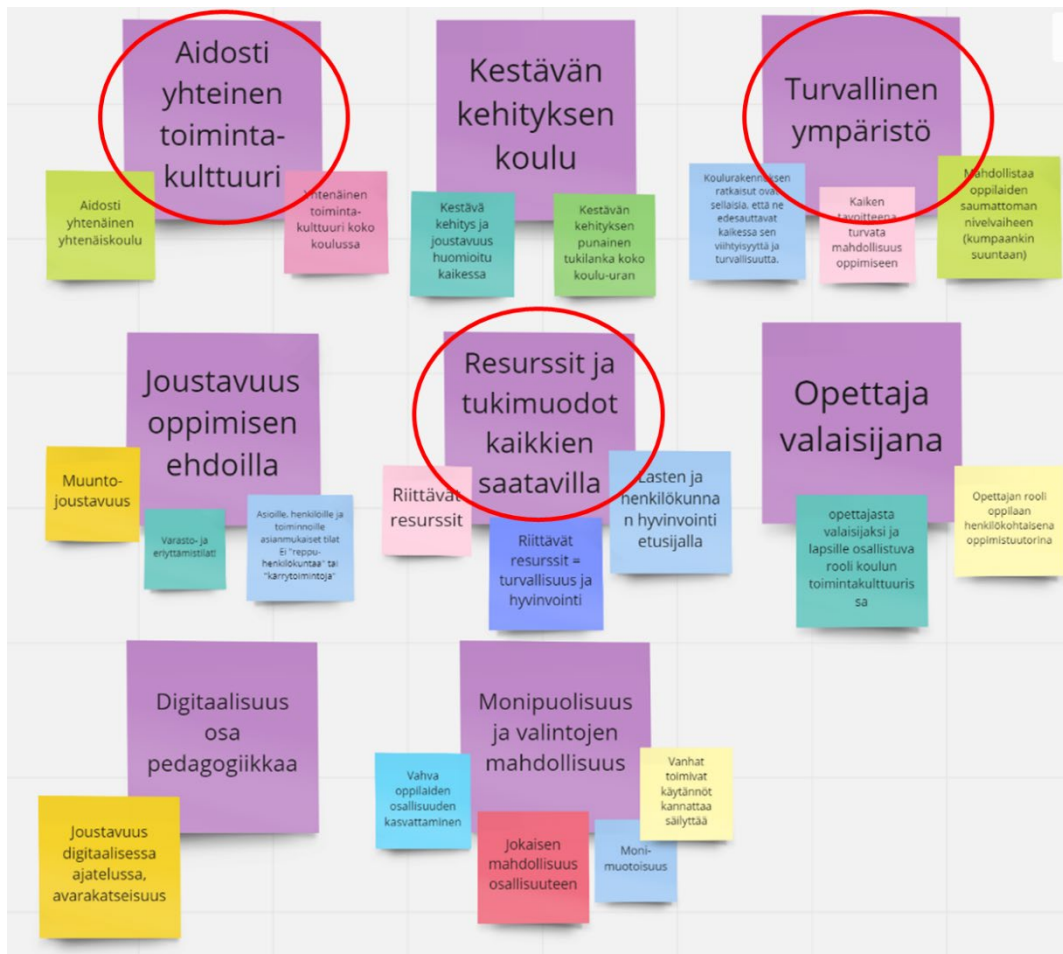 Aidosti
yhteinen
toiminta-
kulttuuri
Aidosti
yhtenäinen
yhtenäiskoulu
Yhtenäinen
toiminta-
kulttuuri koko
koulussa
Kestävän
kehityksen
koulu
Kestävä
kehitys ja
joustavuus
huomioitu
kaikessa
Kestävän
kehityksen
punainen
tukilanka koko
koulu-uran
Turvallinen
ympäristö
Koulurakennuksen
ratkaisut ovat
sellaisia, että ne
edesauttavat
kaikessa sen
viihtyisyyttä ja
turvallisuutta.
Kaiken
tavoitteena
turvata
mahdollisuus
oppimiseen
Mahdollistaa
oppilaiden
saumattoman
nivelvaiheen
(kumpaankin
suuntaan)
Joustavuus
oppimisen
ehdoilla
Muunto-
joustavuus
Varasto- ja
eriyttämistilat!
Asioille, henkilöille ja
toiminnoille
asianmukaiset tilat
Ei "reppu-
henkilökuntaa" tai
"kärrytoimintoja"
Resurssit ja
tukimuodot
kaikkien
saatavilla
Riittävät
resurssit
Riittävät
resurssit =
turvallisuus ja
hyvinvointi
Lasten ja
henkilökunna
n hyvinvointi
etusijalla
Opettaja
valaisijana
opettajasta
valaisijaksi ja
lapsille osallistuva
rooli koulun
toimintakulttuuris
sa
Opettajan rooli
oppilaan
henkilökohtaisena
oppimistuutorina
Digitaalisuus
osa
pedagogiikkaa
Joustavuus
digitaalisessa
ajatelussa,
avarakatseisuus
Monipuolisuus
ja valintojen
mahdollisuus
Vahva
oppilaiden
osallisuuden
kasvattaminen
Jokaisen
mahdollisuus
osallisuuteen
Moni-
muotoisuus
Vanhat
toimivat
käytännöt
kannattaa
säilyttää